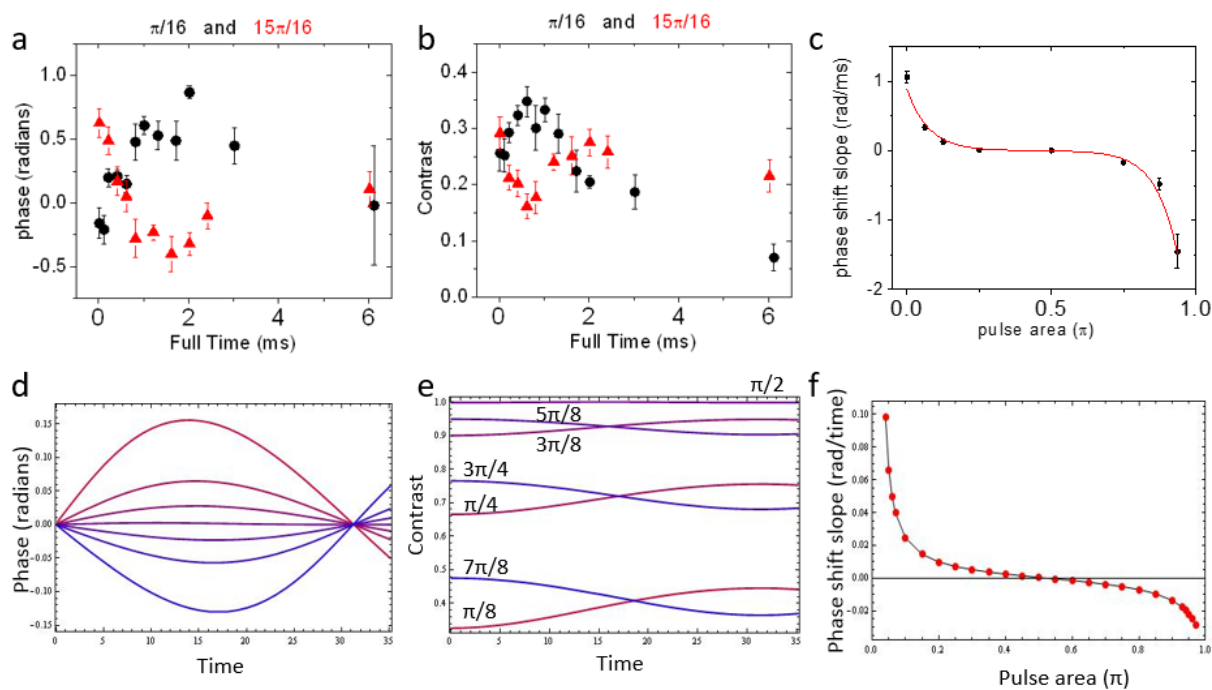 a
π/16 and 15π/16
phase (radians)
1.0
0.5
0.0
-0.5
0
2
4
6
Full Time (ms)
b
π/16 and 15π/16
Contrast
0.4
0.3
0.2
0.1
0.0
0
2
4
6
Full Time (ms)
c
phase shift slope (rad/ms)
1
0
-1
-2
0.0
0.5
1.0
pulse area (π)
d
Phase (radians)
0.15
0.10
0.05
0.00
-0.05
-0.10
-0.15
0
5
10
15
20
25
30
35
Time
e
Contrast
1.0
0.9
0.8
0.7
0.6
0.5
0.4
π/2
5π/8
3π/8
3π/4
π/4
7π/8
π/8
0
5
10
15
20
25
30
35
Time
f
Phase shift slope (rad/time)
0.10
0.08
0.06
0.04
0.02
0.00
-0.02
0.0
0.2
0.4
0.6
0.8
1.0
Pulse area (π)